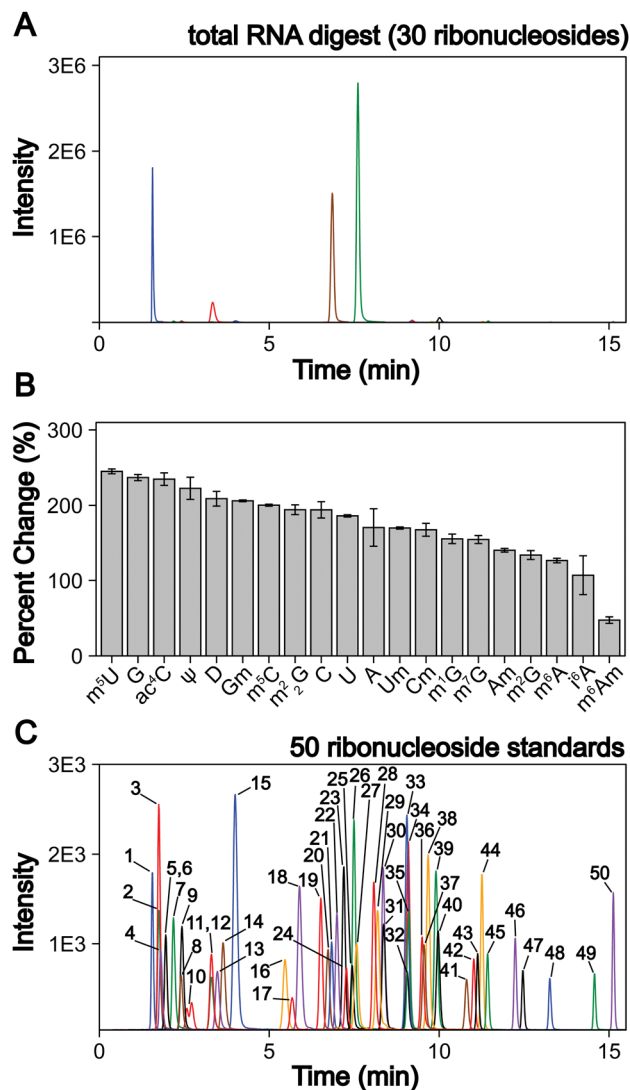 A
total RNA digest (30 ribonucleosides)
Intensity
3E6
2E6
1E6
0 5 10 15
Time (min)
B
Percent Change (%)
300
200
100
0
m⁵U G ac⁴C Ψ D Gm m⁵C m²₂G C U A Um Cm m¹G m⁷G Am m²G m⁶A i⁶A m⁶Am
C
50 ribonucleoside standards
Intensity
3E3
2E3
1E3
1 2 3 4 5,6 7 8 9 10 11,12 13 14 15 16 17 18 19 20 21 22 23 24 25 26 27 28 29 30 31 32 33 34 35 36 37 38 39 40 41 42 43 44 45 46 47 48 49 50
0 5 10 15
Time (min)